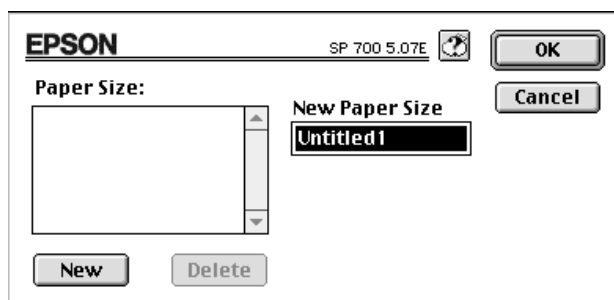 EPSON
SP 700 5.07E
OK
Paper Size:
Cancel
New Paper Size
Untitled1
New
Delete